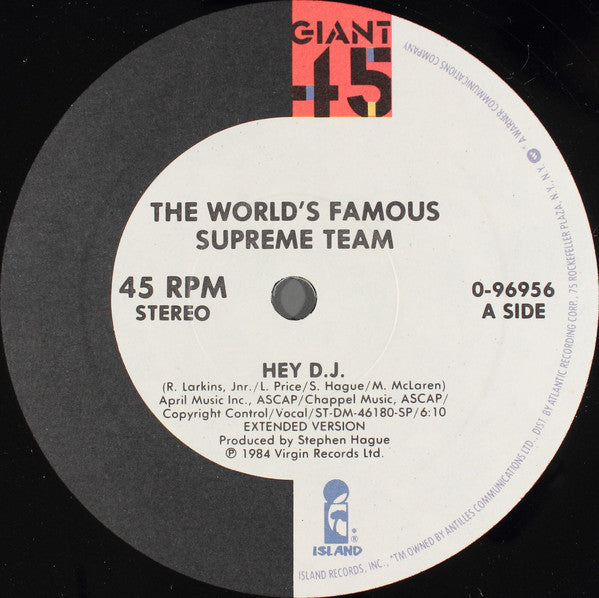 GIANT
45
THE WORLD'S FAMOUS
SUPREME TEAM
45 RPM
STEREO
0-96956
A SIDE
HEY D.J.
(R. Larkins, Jnr./L. Price/S. Hague/M. McLaren)
April Music Inc., ASCAP/Chappel Music, ASCAP/
Copyright Control/Vocal/ST-DM-46180-SP/6:10
EXTENDED VERSION
Produced by Stephen Hague
℗ 1984 Virgin Records Ltd.
®
ISLAND
ISLAND RECORDS, INC., *TM OWNED BY ANTILLES COMMUNICATIONS LTD., DIST. BY ATLANTIC RECORDING CORP., 75 ROCKEFELLER PLAZA, N.Y., N.Y. * A WARNER COMMUNICATIONS COMPANY